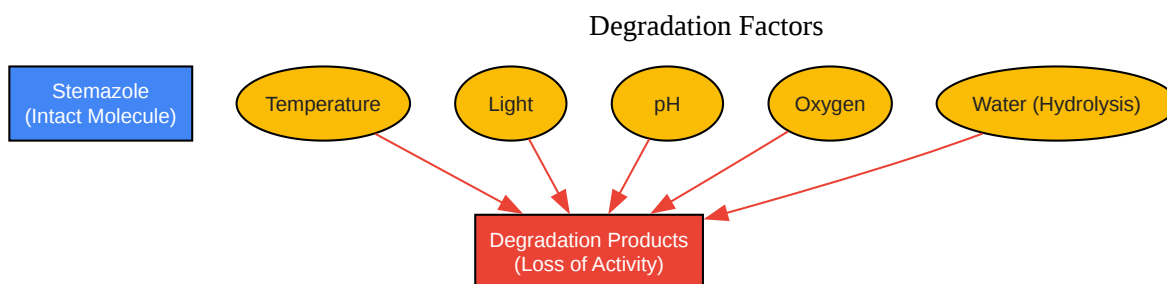 Degradation Factors
Stemazole
(Intact Molecule)
Temperature
Light
pH
Oxygen
Water (Hydrolysis)
Degradation Products
(Loss of Activity)